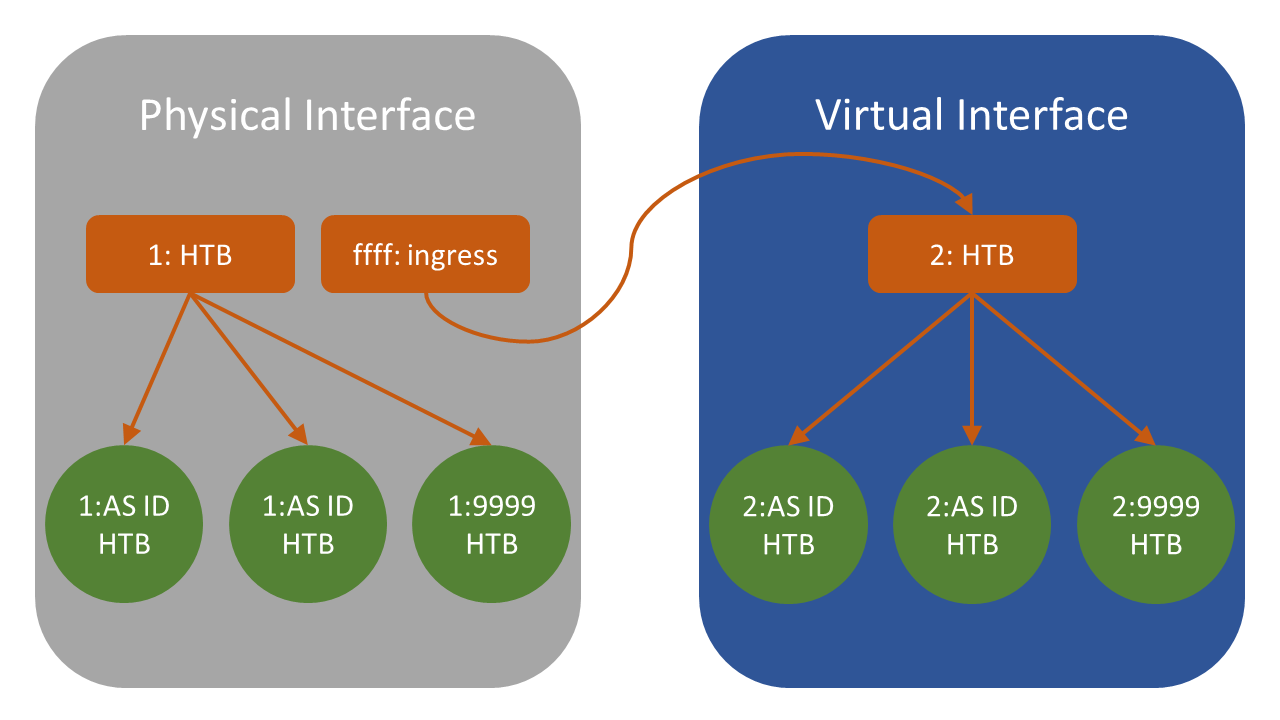 Physical Interface
1: HTB
ffff: ingress
1:AS ID
HTB
1:AS ID
HTB
1:9999
HTB
Virtual Interface
2: HTB
2:AS ID
HTB
2:AS ID
HTB
2:9999
HTB